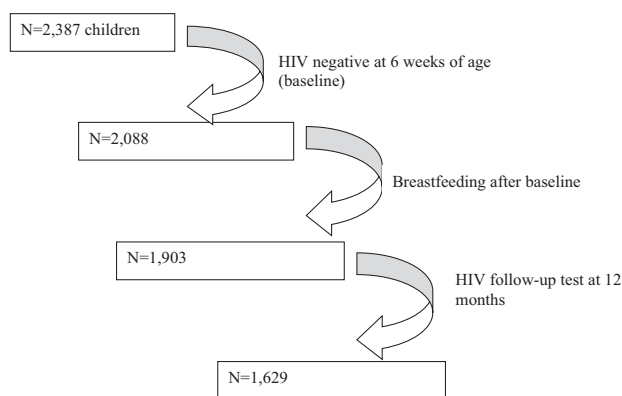 N=2,387 children
HIV negative at 6 weeks of age
(baseline)
N=2,088
Breastfeeding after baseline
N=1,903
HIV follow-up test at 12
months
N=1,629